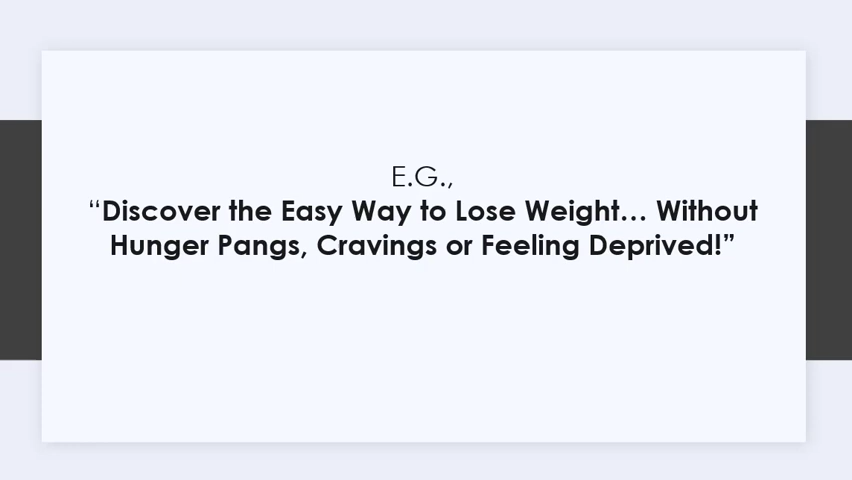 E.G.,
“Discover the Easy Way to Lose Weight… Without
Hunger Pangs, Cravings or Feeling Deprived!”